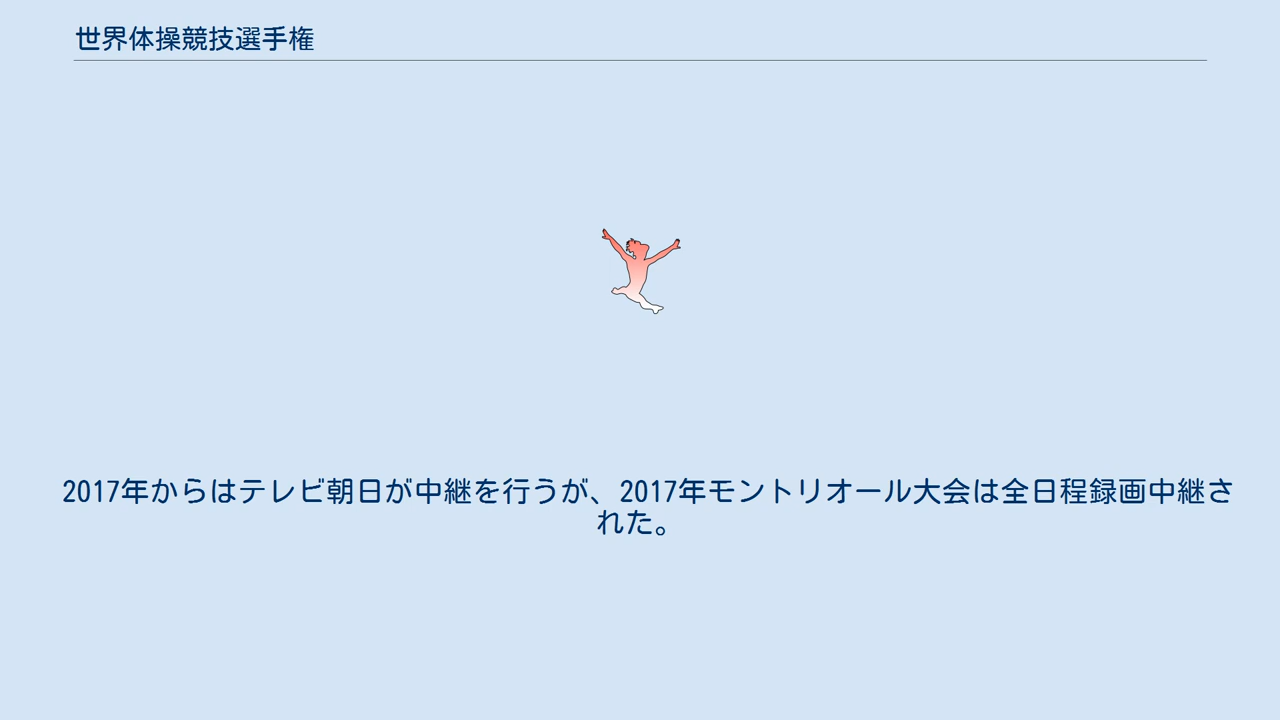 世界体操競技選手権
2017年からはテレビ朝日が中継を行うが、2017年モントリオール大会は全日程録画中継さ
れた。